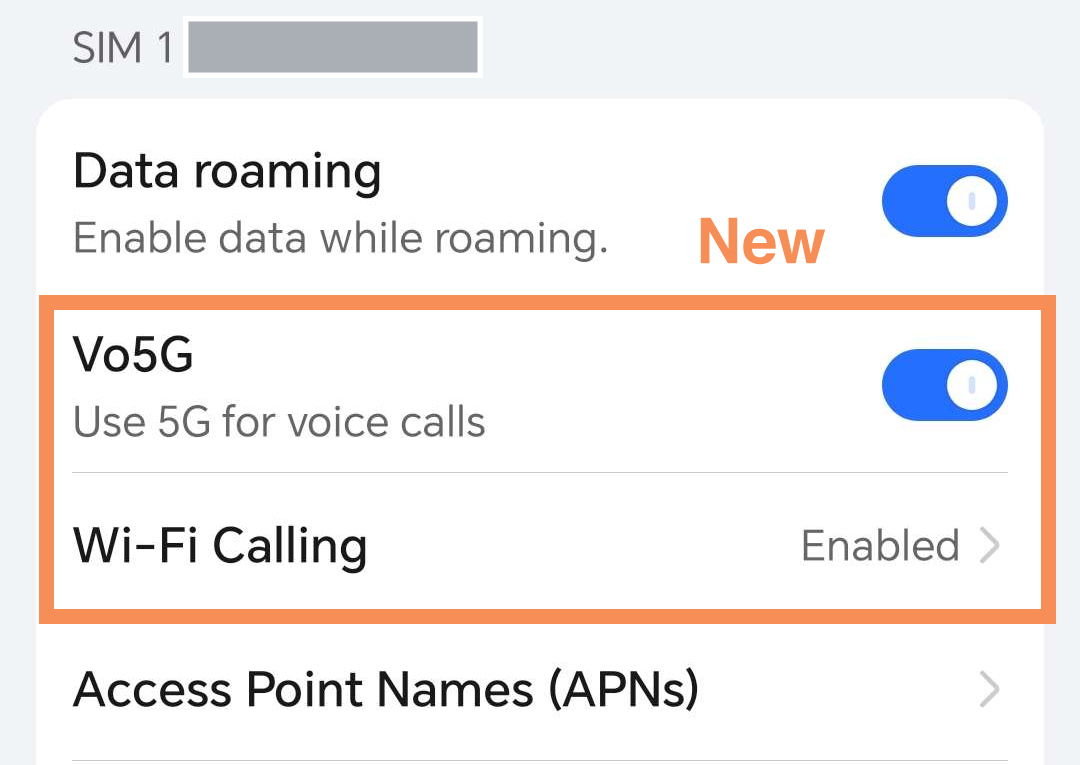 SIM 1
Data roaming
Enable data while roaming.
New
Vo5G
Use 5G for voice calls
Wi-Fi Calling
Enabled
Access Point Names (APNs)